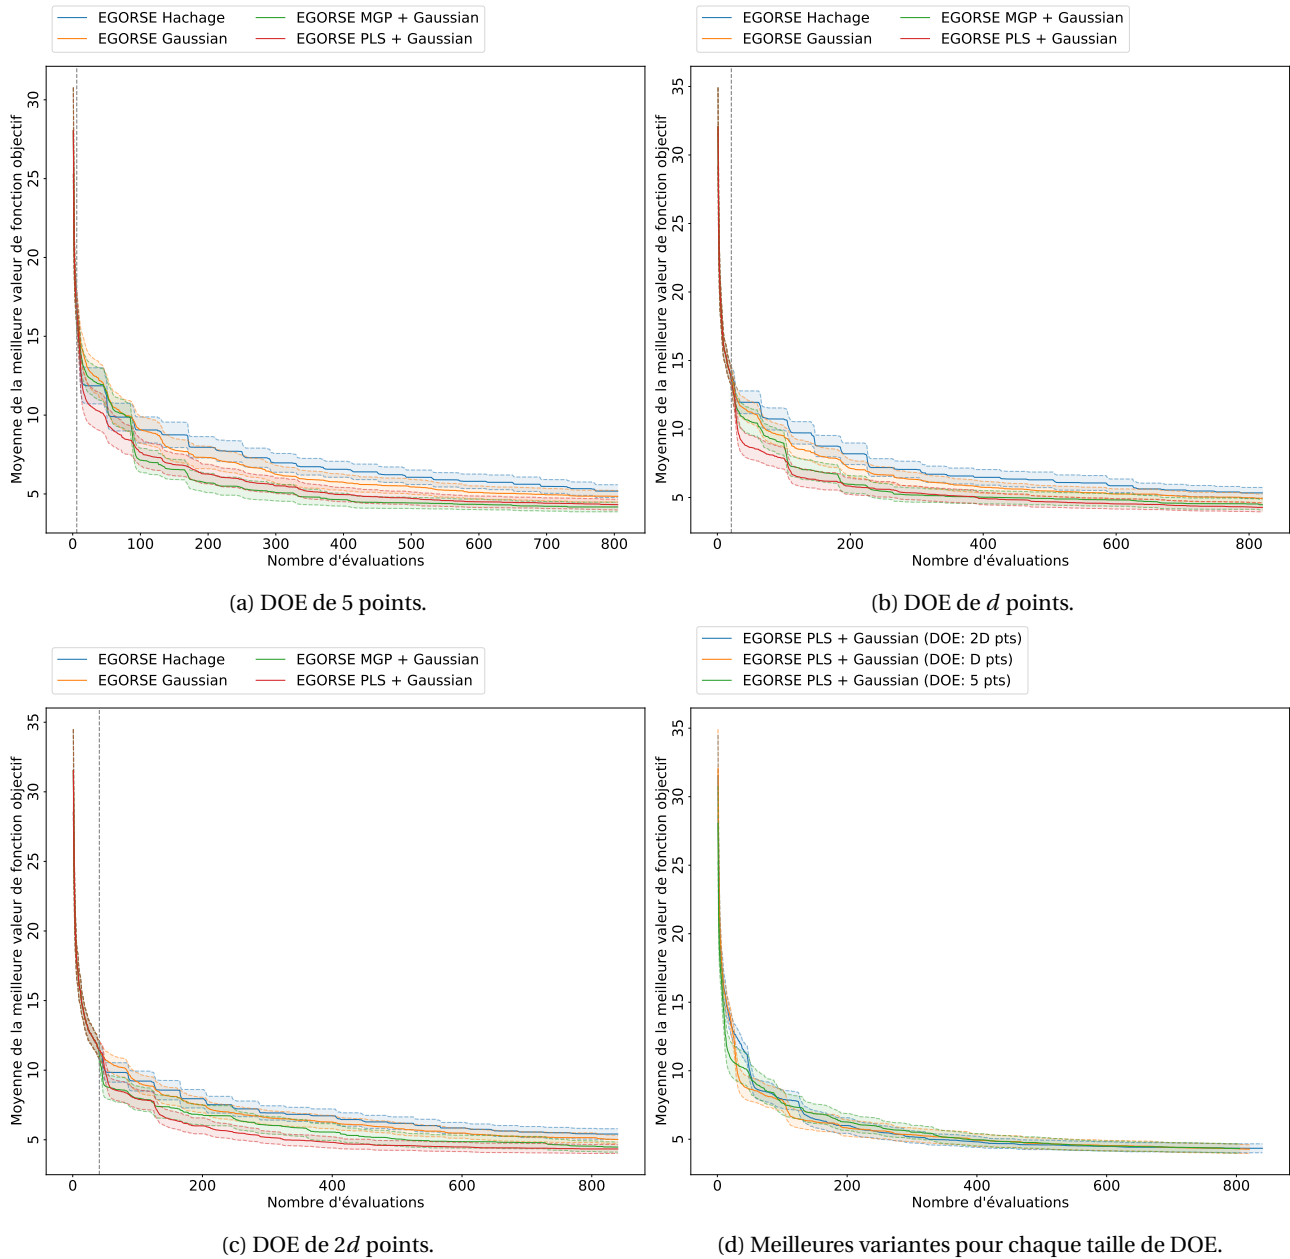 EGORSE Hachage
EGORSE Gaussian
EGORSE MGP + Gaussian
EGORSE PLS + Gaussian
Moyenne de la meilleure valeur de fonction objectif
30
25
20
15
10
5
0 100 200 300 400 500 600 700 800
Nombre d'évaluations
(a) DOE de 5 points.
EGORSE Hachage
EGORSE Gaussian
EGORSE MGP + Gaussian
EGORSE PLS + Gaussian
Moyenne de la meilleure valeur de fonction objectif
35
30
25
20
15
10
5
0 200 400 600 800
Nombre d'évaluations
(b) DOE de d points.
EGORSE Hachage
EGORSE Gaussian
EGORSE MGP + Gaussian
EGORSE PLS + Gaussian
Moyenne de la meilleure valeur de fonction objectif
35
30
25
20
15
10
5
0 200 400 600 800
Nombre d'évaluations
(c) DOE de 2d points.
EGORSE PLS + Gaussian (DOE: 2D pts)
EGORSE PLS + Gaussian (DOE: D pts)
EGORSE PLS + Gaussian (DOE: 5 pts)
Moyenne de la meilleure valeur de fonction objectif
35
30
25
20
15
10
5
0 200 400 600 800
Nombre d'évaluations
(d) Meilleures variantes pour chaque taille de DOE.